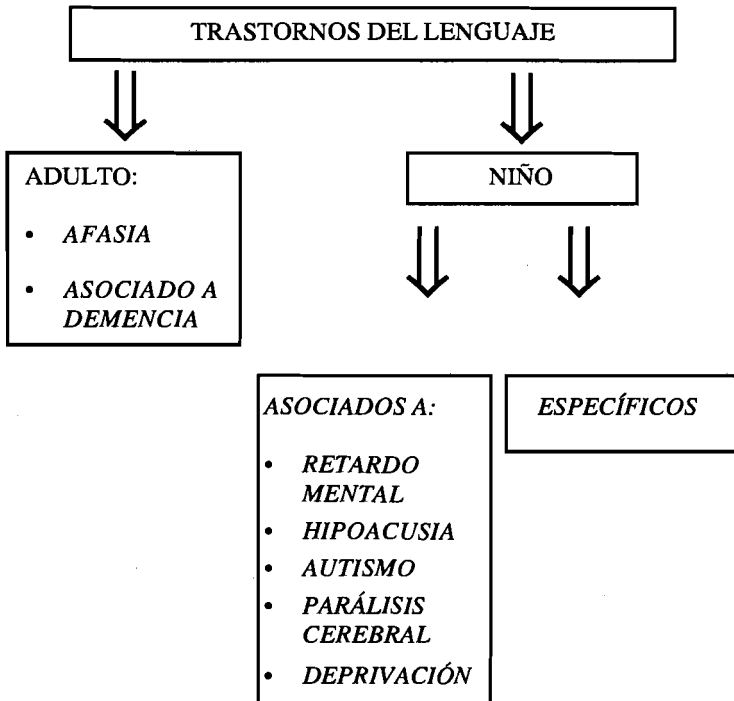 TRASTORNOS DEL LENGUAJE
ADULTO:
• AFASIA
• ASOCIADO A
DEMENCIA
NIÑO
ASOCIADOS A:
• RETARDO
MENTAL
• HIPOACUSIA
• AUTISMO
• PARÁLISIS
CEREBRAL
• DEPRIVACIÓN
ESPECÍFICOS